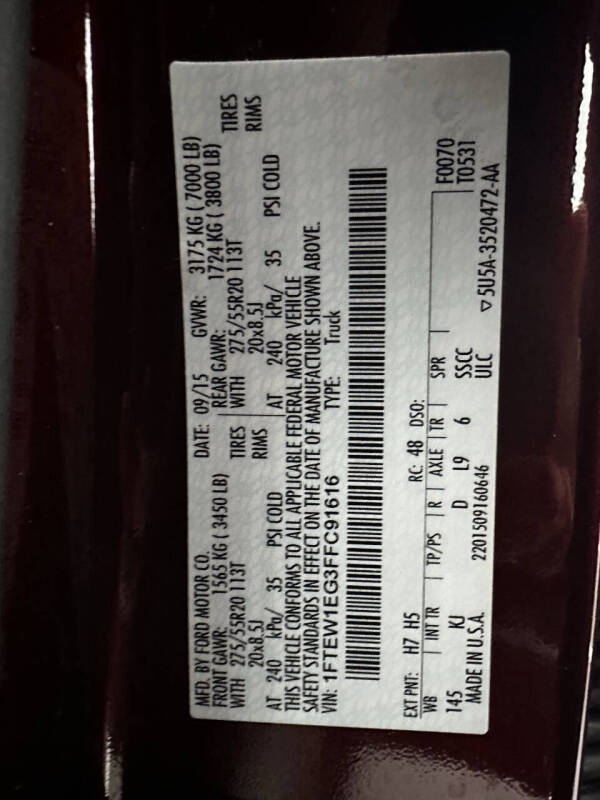 MFD. BY FORD MOTOR CO. DATE: 09/15 GVWR: 3175 KG ( 7000 LB)
FRONT GAWR: 1565 KG ( 3450 LB) REAR GAWR: 1724 KG ( 3800 LB)
WITH 275/55R20 113T TIRES WITH 275/55R20 113T TIRES
20x8.5J RIMS 20x8.5J RIMS
AT 240 kPa/ 35 PSI COLD AT 240 kPa/ 35 PSI COLD
THIS VEHICLE CONFORMS TO ALL APPLICABLE FEDERAL MOTOR VEHICLE
SAFETY STANDARDS IN EFFECT ON THE DATE OF MANUFACTURE SHOWN ABOVE.
VIN: 1FTEW1EG3FFC91616 TYPE: Truck
EXT PNT: H7 H5 RC: 48 DSO: F0070
WB INT TR TP/PS R AXLE TR SPR T0531
145 KJ D L9 6 SSCC
MADE IN U.S.A. 2201509160646 ULC
▽ 5U5A-3520472-AA